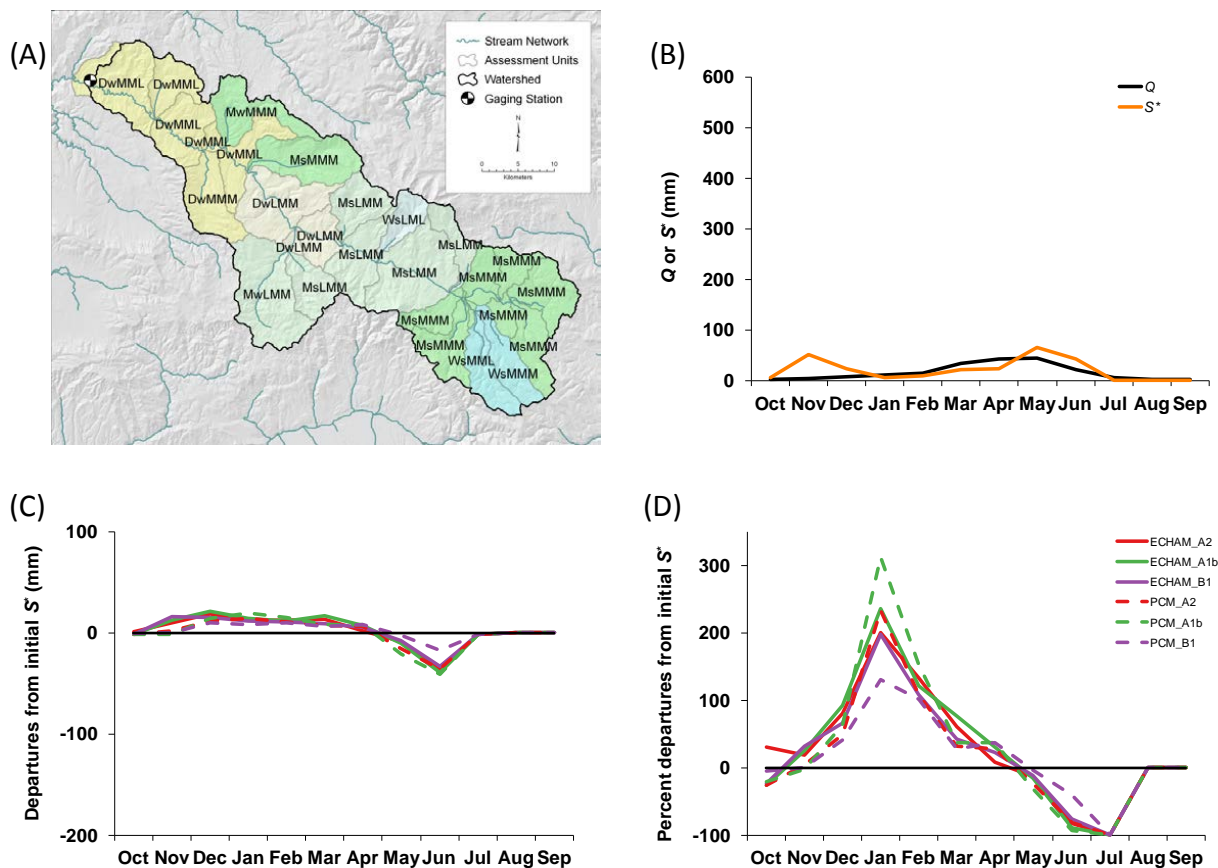 (A)
Stream Network
Assessment Units
Watershed
Gaging Station
N
0 5 10
Kilometers
DwMML
DwMML
DwMML
MwMMM
DwMML
DwMML
MsMMM
DwMMM
DwLMM
MsLMM
WsLML
DwLMM
DwLMM
MsLMM
MsLMM
MsLMM
MwLMM
MsLMM
MsMMM
MsMMM
MsMMM
MsMMM
MsMMM
MsMMM
MsMMM
WsMML
WsMMM
(B)
Q or S* (mm)
600
500
400
300
200
100
0
Q
S*
Oct Nov Dec Jan Feb Mar Apr May Jun Jul Aug Sep
(C)
Departures from initial S* (mm)
100
0
-100
-200
Oct Nov Dec Jan Feb Mar Apr May Jun Jul Aug Sep
(D)
Percent departures from initial S*
300
200
100
0
-100
ECHAM_A2
ECHAM_A1b
ECHAM_B1
PCM_A2
PCM_A1b
PCM_B1
Oct Nov Dec Jan Feb Mar Apr May Jun Jul Aug Sep